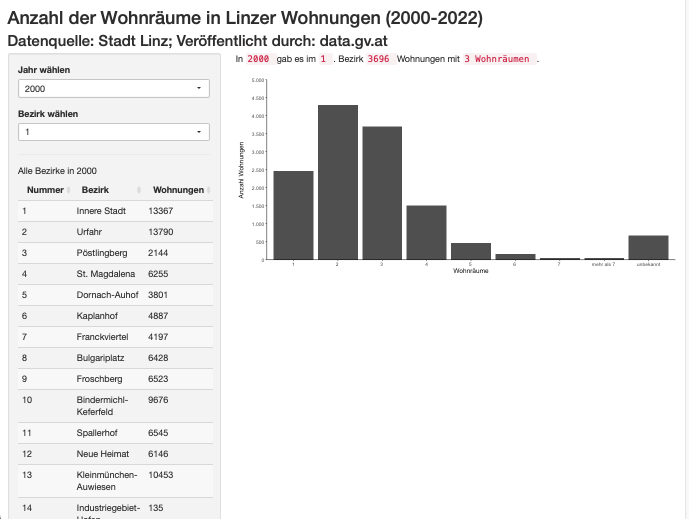 Anzahl der Wohnräume in Linzer Wohnungen (2000-2022)
Datenquelle: Stadt Linz; Veröffentlicht durch: data.gv.at
Jahr wählen
2000
Bezirk wählen
1
Alle Bezirke in 2000
Nummer Bezirk Wohnungen
1 Innere Stadt 13367
2 Urfahr 13790
3 Pöstlingberg 2144
4 St. Magdalena 6255
5 Dornach-Auhof 3801
6 Kaplanhof 4887
7 Franckviertel 4197
8 Bulgariplatz 6428
9 Froschberg 6523
10 Bindermichl- 9676
Keferfeld
11 Spallerhof 6545
12 Neue Heimat 6146
13 Kleinmünchen- 10453
Auwiesen
14 Industriegebiet- 135
Hafen
In 2000 gab es im 1 . Bezirk 3696 Wohnungen mit 3 Wohnräumen .
Anzahl Wohnungen
5.000
4.500
4.000
3.500
3.000
2.500
2.000
1.500
1.000
500
0
1 2 3 4 5 6 7 mehr als 7 unbekannt
Wohnräume